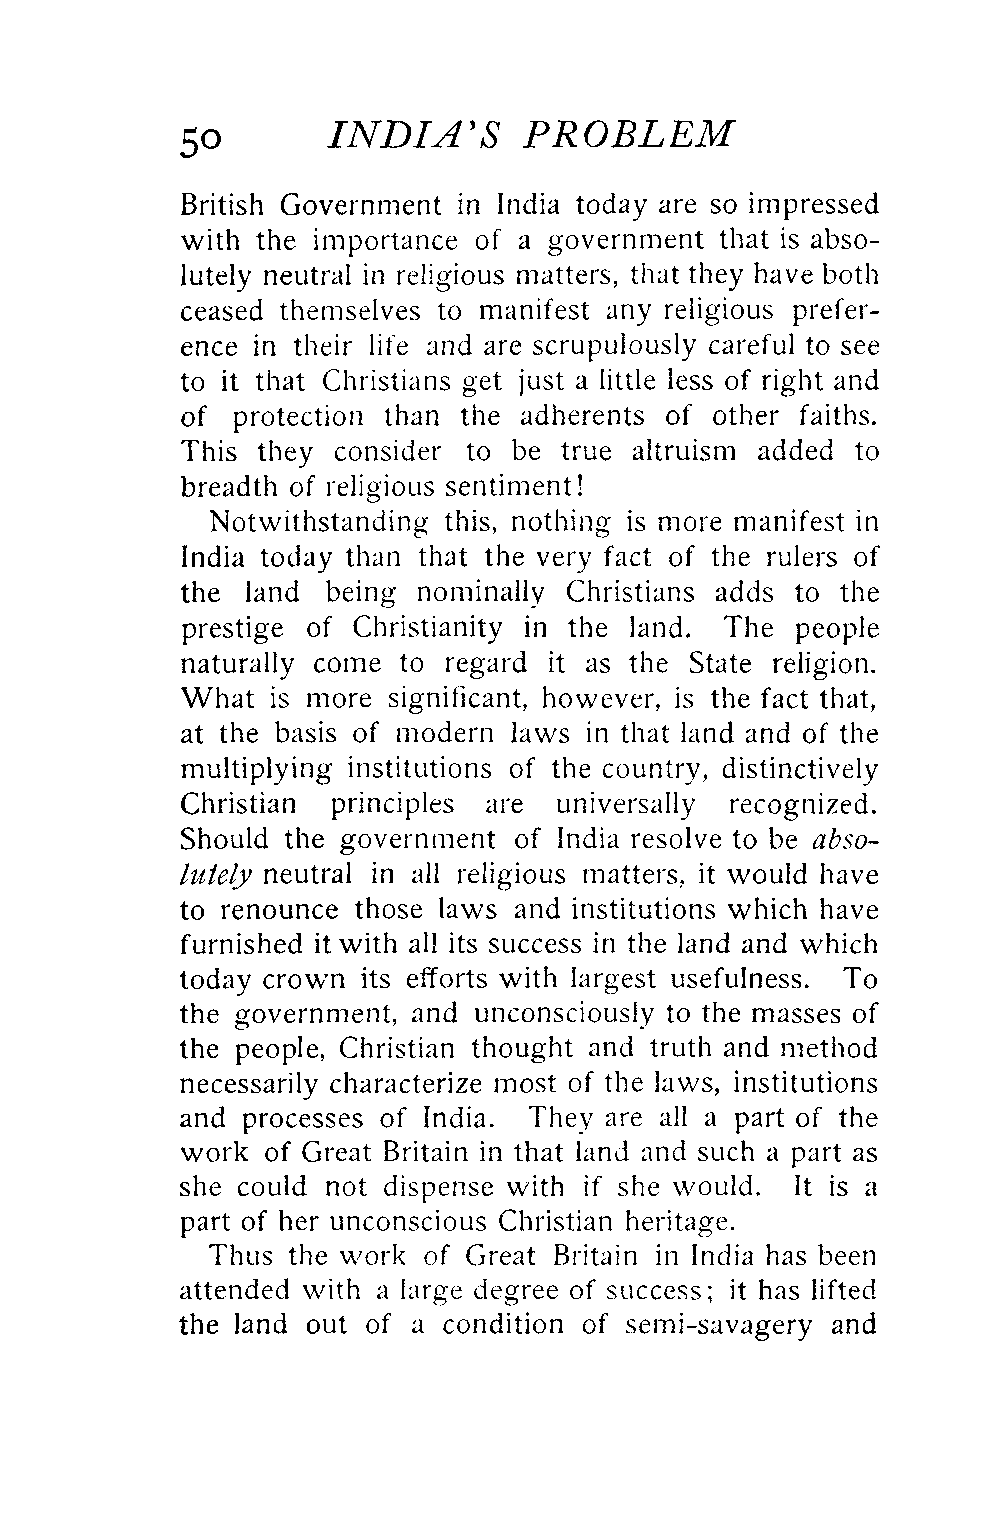 50 INDIA'S PROBLEM
British Government in India today are so impressed
with the importance of a government that is abso-
lutely neutral in religious matters, that they have both
ceased themselves to manifest any religious prefer-
ence in their life and are scrupulously careful to see
to it that Christians get just a little less of right and
of protection than the adherents of other faiths.
This they consider to be true altruism added to
breadth of religious sentiment!
Notwithstanding this, nothing is more manifest in
India today than that the very fact of the rulers of
the land being nominally Christians adds to the
prestige of Christianity in the land. The people
naturally come to regard it as the State religion.
What is more significant, however, is the fact that,
at the basis of modern laws in that land and of the
multiplying institutions of the country, distinctively
Christian principles are universally recognized.
Should the government of India resolve to be abso-
lutely neutral in all religious matters, it would have
to renounce those laws and institutions which have
furnished it with all its success in the land and which
today crown its efforts with largest usefulness. To
the government, and unconsciously to the masses of
the people, Christian thought and truth and method
necessarily characterize most of the laws, institutions
and processes of India. They are all a part of the
work of Great Britain in that land and such a part as
she could not dispense with if she would. It is a
part of her unconscious Christian heritage.
Thus the work of Great Britain in India has been
attended with a large degree of success; it has lifted
the land out of a condition of semi-savagery and